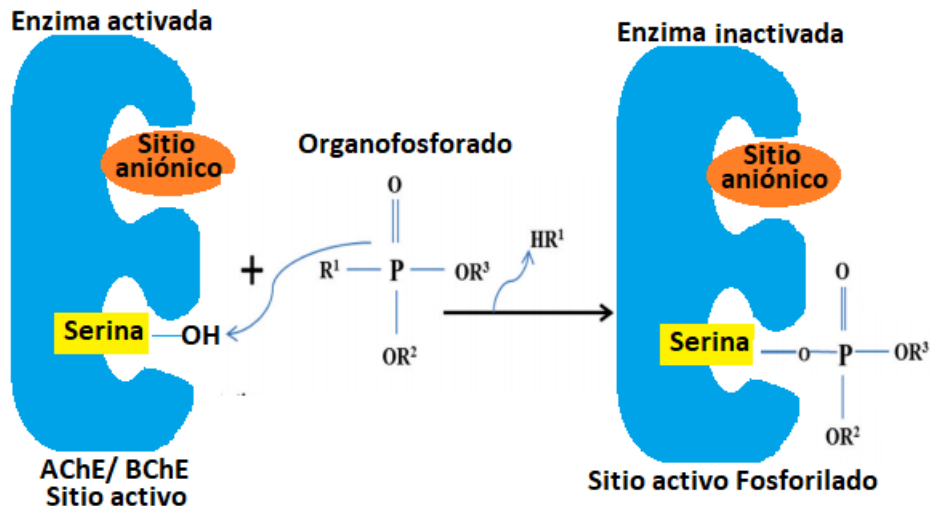 Enzima activada
Sitio
aniónico
Serina
OH
AChE/ BChE
Sitio activo
+
Organofosforado
O
R¹
P
OR³
OR²
HR¹
Enzima inactivada
Sitio
aniónico
Serina
O
O
P
OR³
OR²
Sitio activo Fosforilado